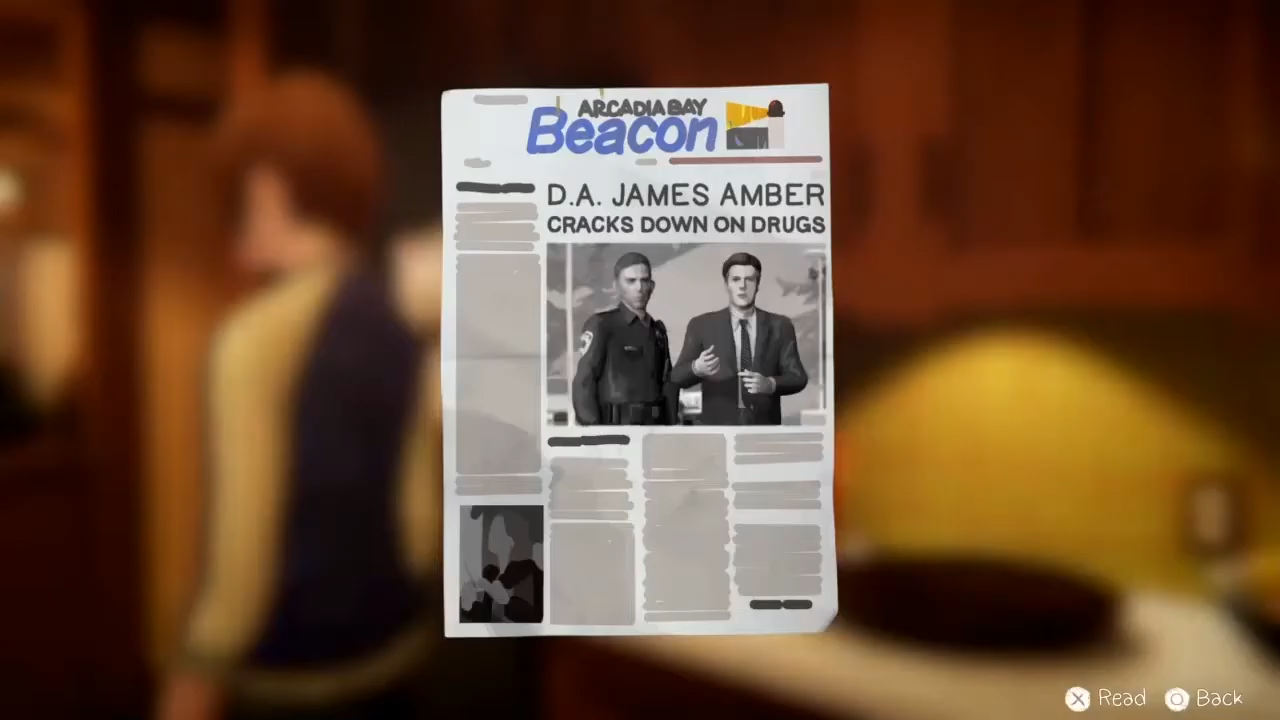 ARCADIA BAY
Beacon
D.A. JAMES AMBER
CRACKS DOWN ON DRUGS
Read Back